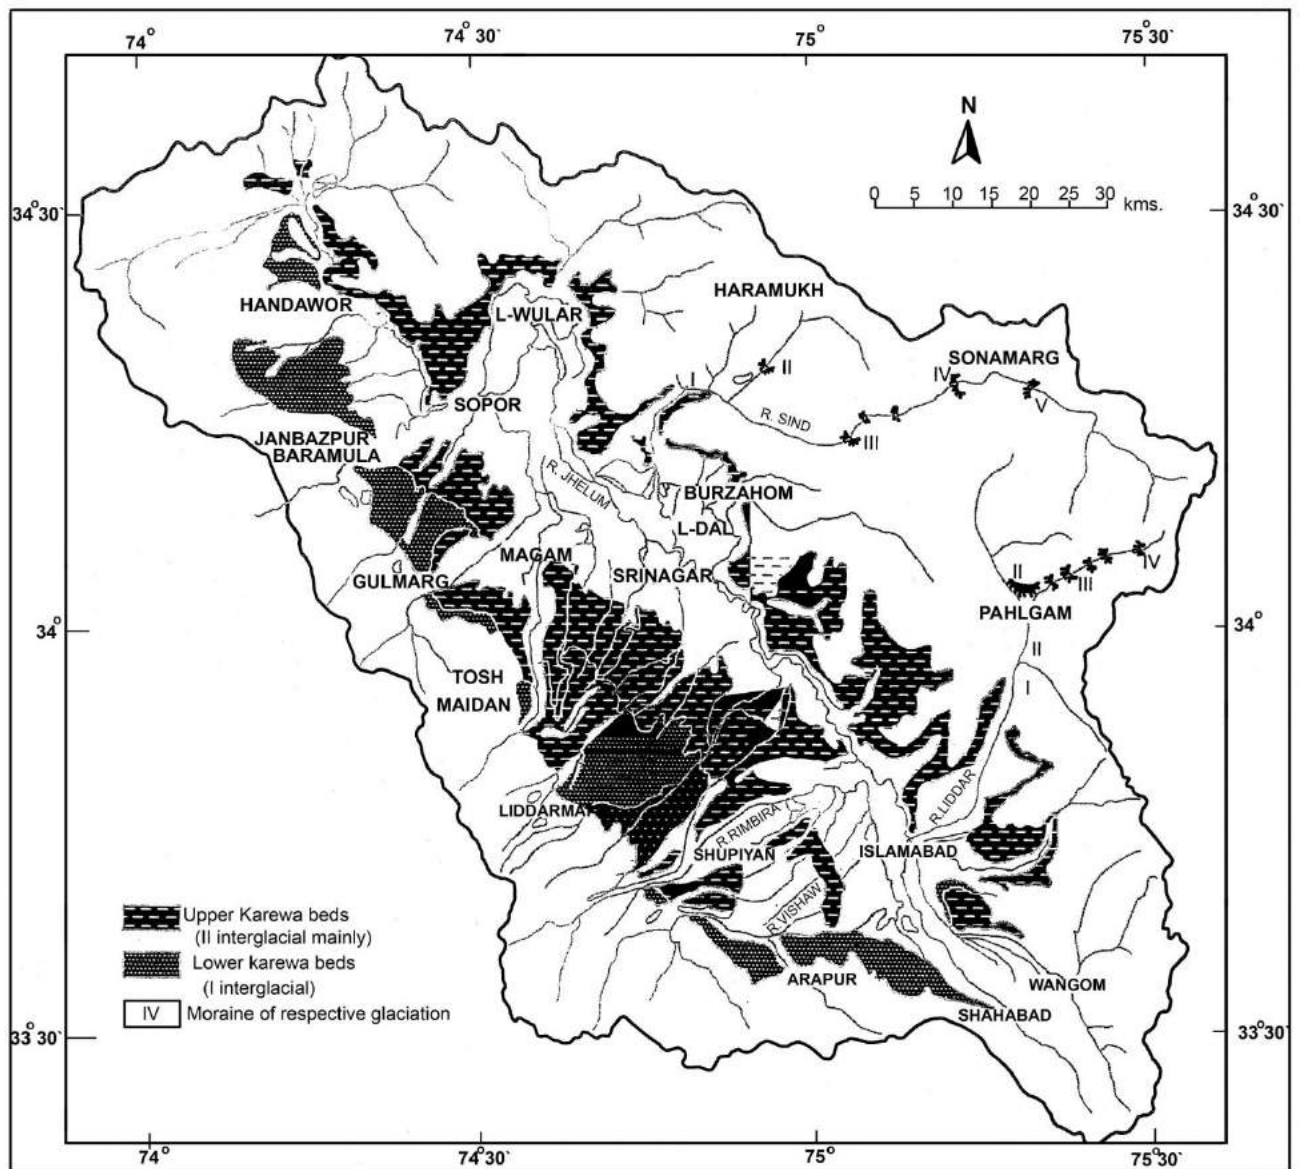 74°
74°30`
75°
75°30`
N
0 5 10 15 20 25 30 kms.
34°30`
34°30`
HARAMUKH
HANDAWOR
L-WULAR
SONAMARG
IV
II
I
V
SOPOR
R. SIND
III
JANBAZPUR
BARAMULA
R. JHELUM
BURZAHOM
L-DAL
MAGAM
SRINAGAR
GULMARG
II
III
IV
PAHLGAM
34°
34°
II
I
TOSH
MAIDAN
R.LIDDAR
LIDDARMAR
R.RIMBIRA
SHUPIYAN
ISLAMABAD
R.VISHAW
Upper Karewa beds
(II interglacial mainly)
Lower karewa beds
(I interglacial)
IV Moraine of respective glaciation
ARAPUR
WANGOM
SHAHABAD
33°30`
33°30`
74°
74°30`
75°
75°30`